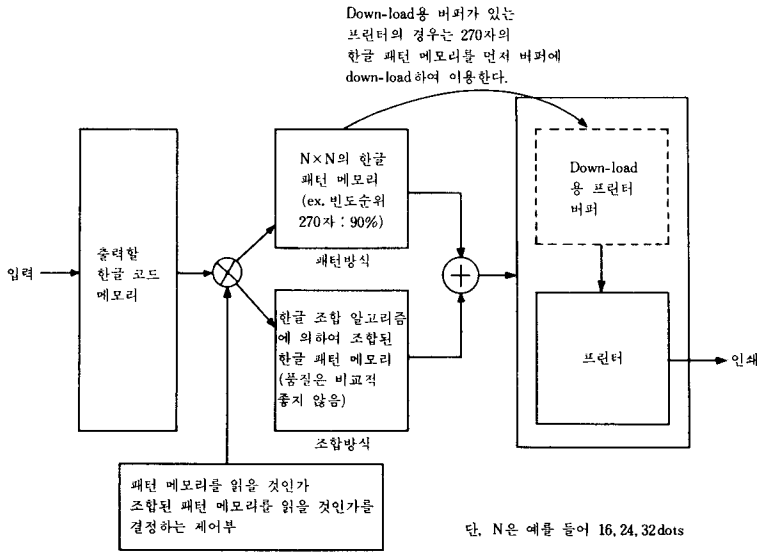 Down-load용 버퍼가 있는
프린터의 경우는 270자의
한글 패턴 메모리를 먼저 버퍼에
down-load하여 이용한다.
N×N의 한글
패턴 메모리
(ex. 빈도순위
270자 : 90%)
패턴방식
Down-load
용 프린터
버퍼
입력
출력할
한글 코드
메모리
한글 조합 알고리즘
에 의하여 조합된
한글 패턴 메모리
(품질은 비교적
좋지 않음)
조합방식
프린터
인쇄
패턴 메모리를 읽을 것인가
조합된 패턴 메모리를 읽을 것인가를
결정하는 제어부
단, N은 예를 들어 16, 24, 32dots